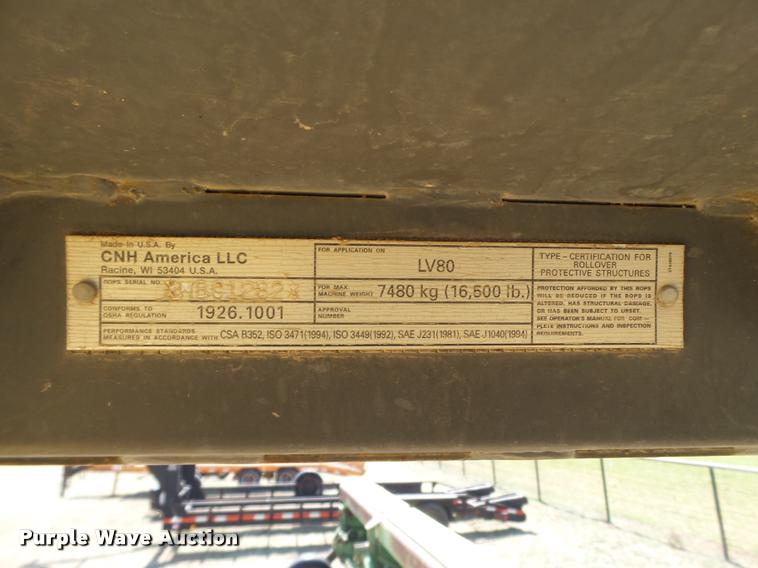 Made In U.S.A. By
CNH America LLC
Racine, WI 53404 U.S.A.
ROPS SERIAL NO.
CONFORMS TO
OSHA REGULATION
1926.1001
FOR APPLICATION ON
LV80
FOR MAX.
MACHINE WEIGHT
7480 kg (16,500 lb.)
APPROVAL
NUMBER
PERFORMANCE STANDARDS
MEASURED IN ACCORDANCE WITH
CSA B352, ISO 3471(1994), ISO 3449(1992), SAE J231(1981), SAE J1040(1994)
TYPE – CERTIFICATION FOR
ROLLOVER
PROTECTIVE STRUCTURES
PROTECTION AFFORDED BY THIS ROPS
WILL BE REDUCED IF THE ROPS IS
ALTERED, HAS STRUCTURAL DAMAGE,
OR HAS BEEN SUBJECT TO UPSET.
SEE OPERATOR'S MANUAL FOR COM –
PLETE INSTRUCTIONS AND INSPECTION
REQUIREMENTS.
Purple Wave Auction